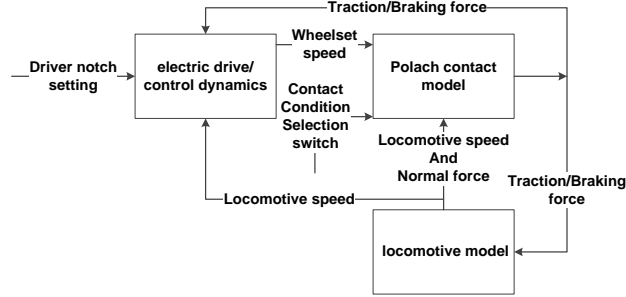 Traction/Braking force
Driver notch
setting
electric drive/
control dynamics
Wheelset
speed
Contact
Condition
Selection
switch
Polach contact
model
Locomotive speed
And
Normal force
Traction/Braking
force
Locomotive speed
locomotive model